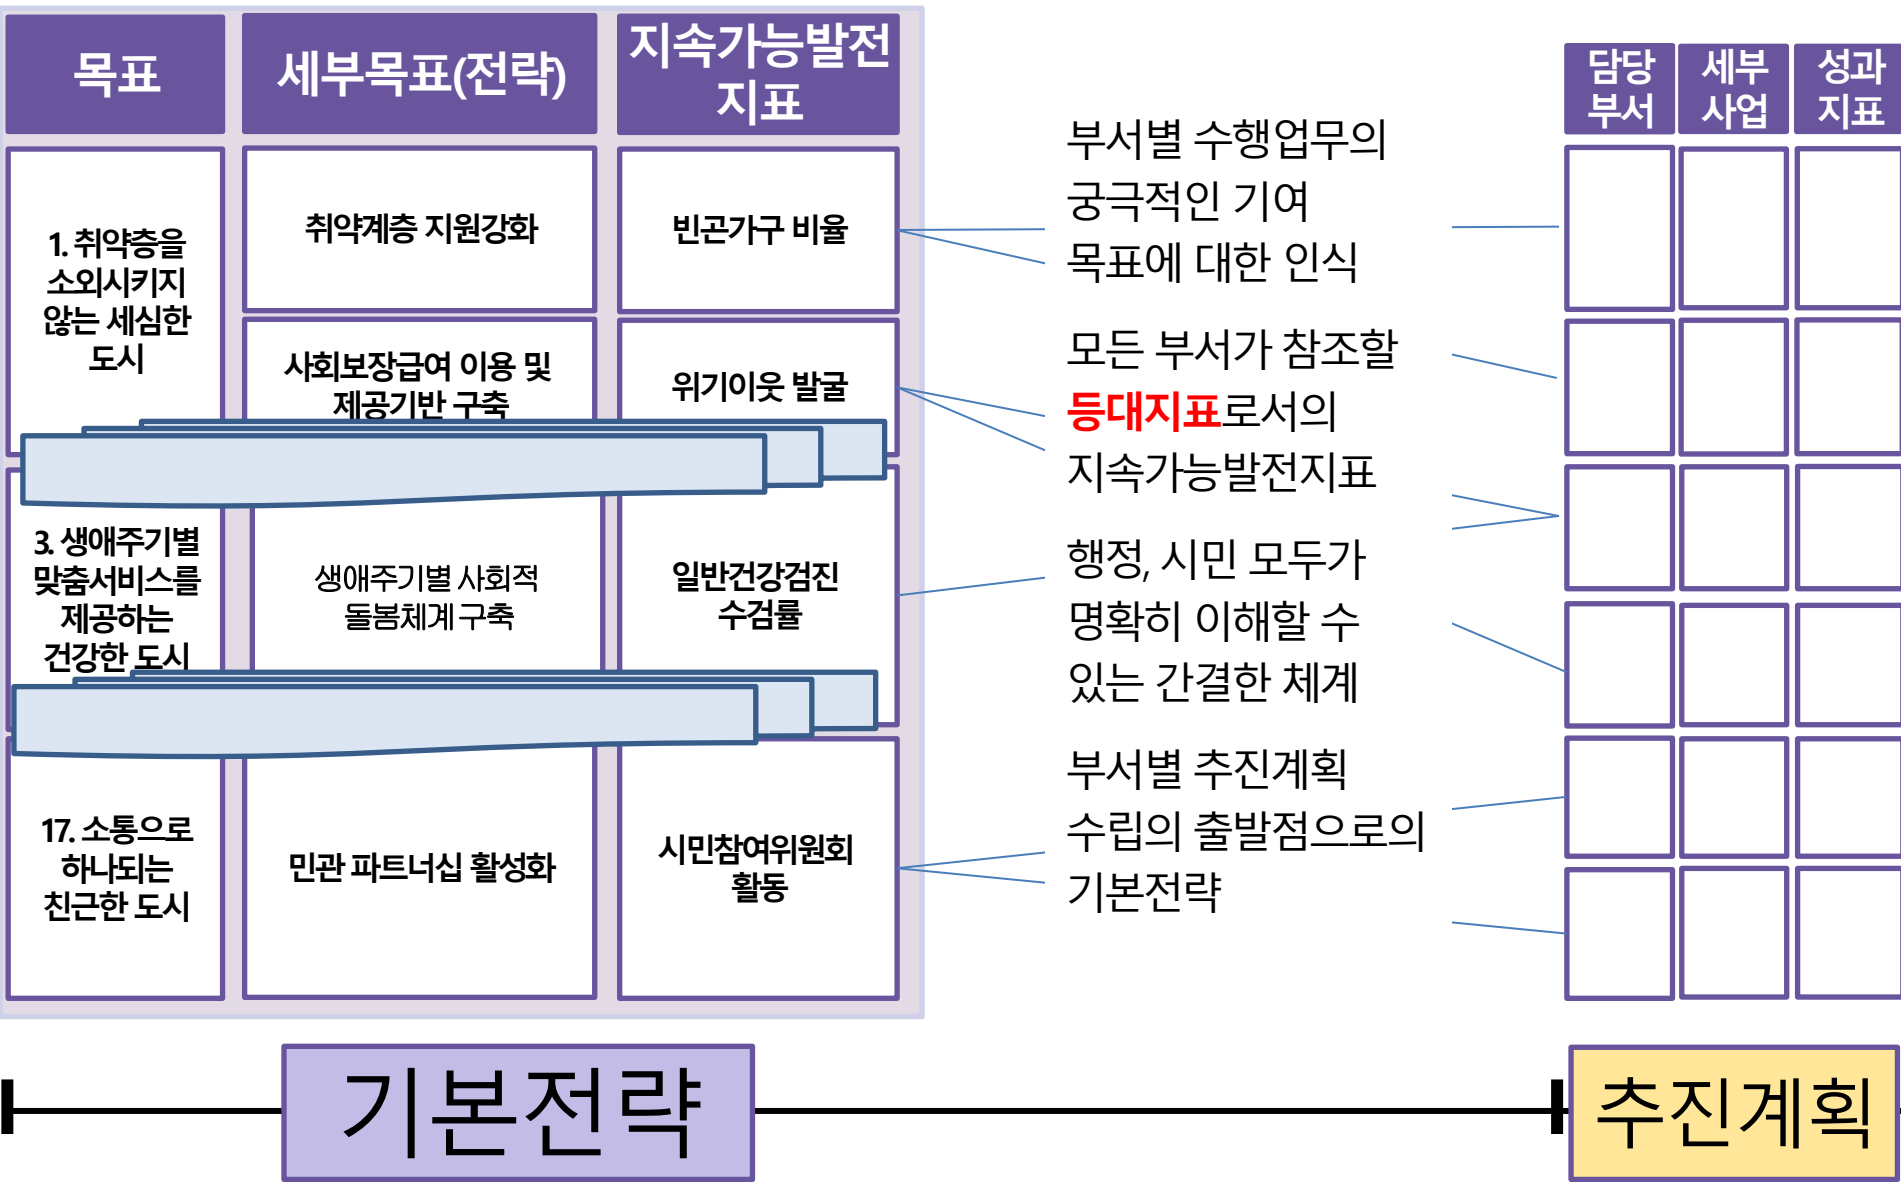 목표
세부목표(전략)
지속가능발전
지표
1. 취약층을
소외시키지
않는 세심한
도시
취약계층 지원강화
빈곤가구 비율
사회보장급여 이용 및
제공기반 구축
위기이웃 발굴
3. 생애주기별
맞춤서비스를
제공하는
건강한 도시
생애주기별 사회적
돌봄체계 구축
일반건강검진
수검률
17. 소통으로
하나되는
친근한 도시
민관 파트너십 활성화
시민참여위원회
활동
부서별 수행업무의
궁극적인 기여
목표에 대한 인식
모든 부서가 참조할
등대지표로서의
지속가능발전지표
행정, 시민 모두가
명확히 이해할 수
있는 간결한 체계
부서별 추진계획
수립의 출발점으로의
기본전략
담당
부서
세부
사업
성과
지표
기본전략
추진계획